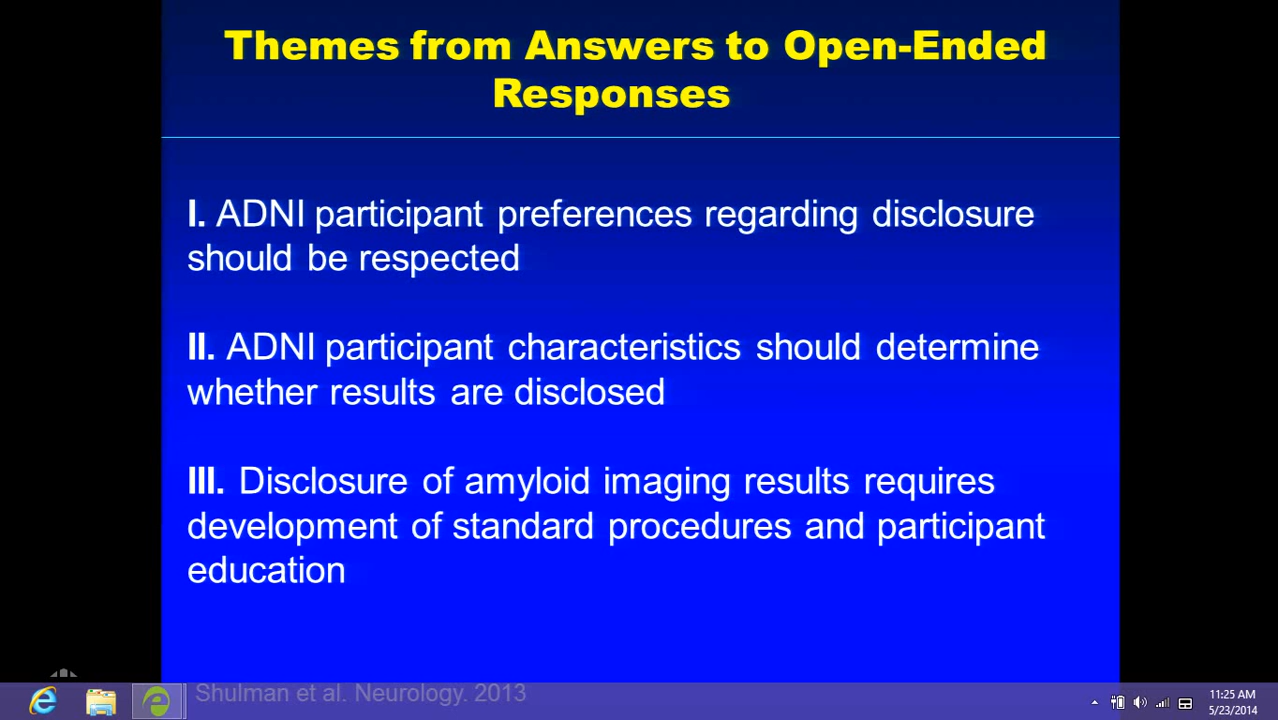 Themes from Answers to Open-Ended
Responses
I. ADNI participant preferences regarding disclosure
should be respected
II. ADNI participant characteristics should determine
whether results are disclosed
III. Disclosure of amyloid imaging results requires
development of standard procedures and participant
education
Shulman et al. Neurology. 2013
11:25 AM
5/23/2014